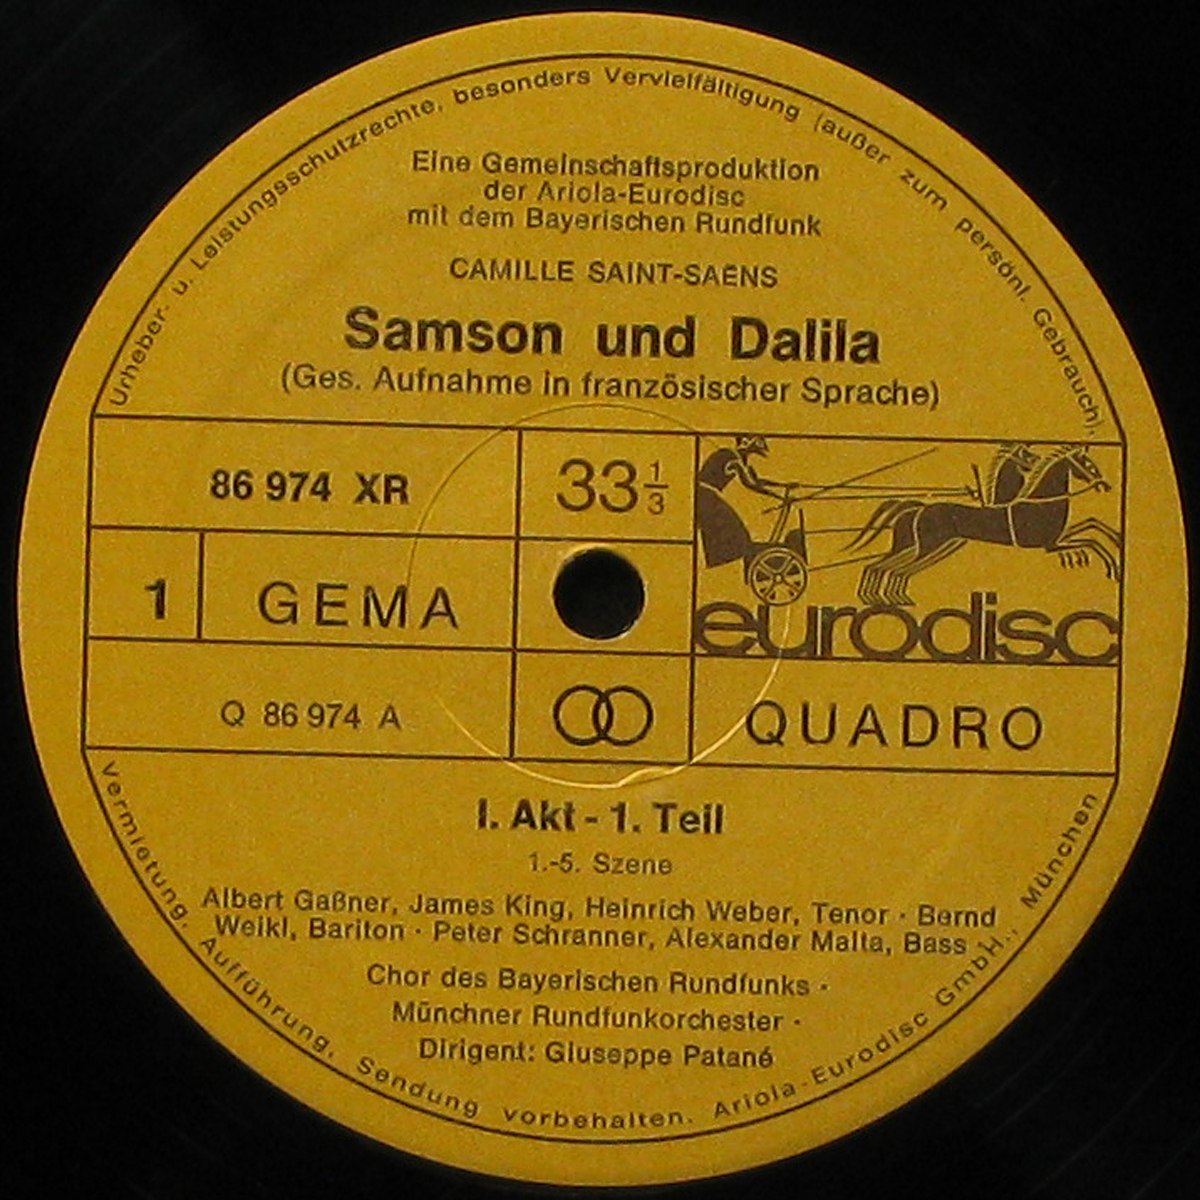 Urheber- u. Leistungsschutzrechte, besonders Vervielfältigung (außer zum persönl. Gebrauch),
Eine Gemeinschaftsproduktion
der Ariola-Eurodisc
mit dem Bayerischen Rundfunk
CAMILLE SAINT-SAËNS
Samson und Dalila
(Ges. Aufnahme in französischer Sprache)
86 974 XR
33 1/3
1
GEMA
eurodisc
Q 86 974 A
QUADRO
I. Akt - 1. Teil
1.-5. Szene
Albert Gaßner, James King, Heinrich Weber, Tenor · Bernd
Weikl, Bariton · Peter Schranner, Alexander Malta, Bass
Chor des Bayerischen Rundfunks ·
Münchner Rundfunkorchester ·
Dirigent: Giuseppe Patané
Vermietung, Aufführung, Sendung vorbehalten. Ariola-Eurodisc GmbH., München